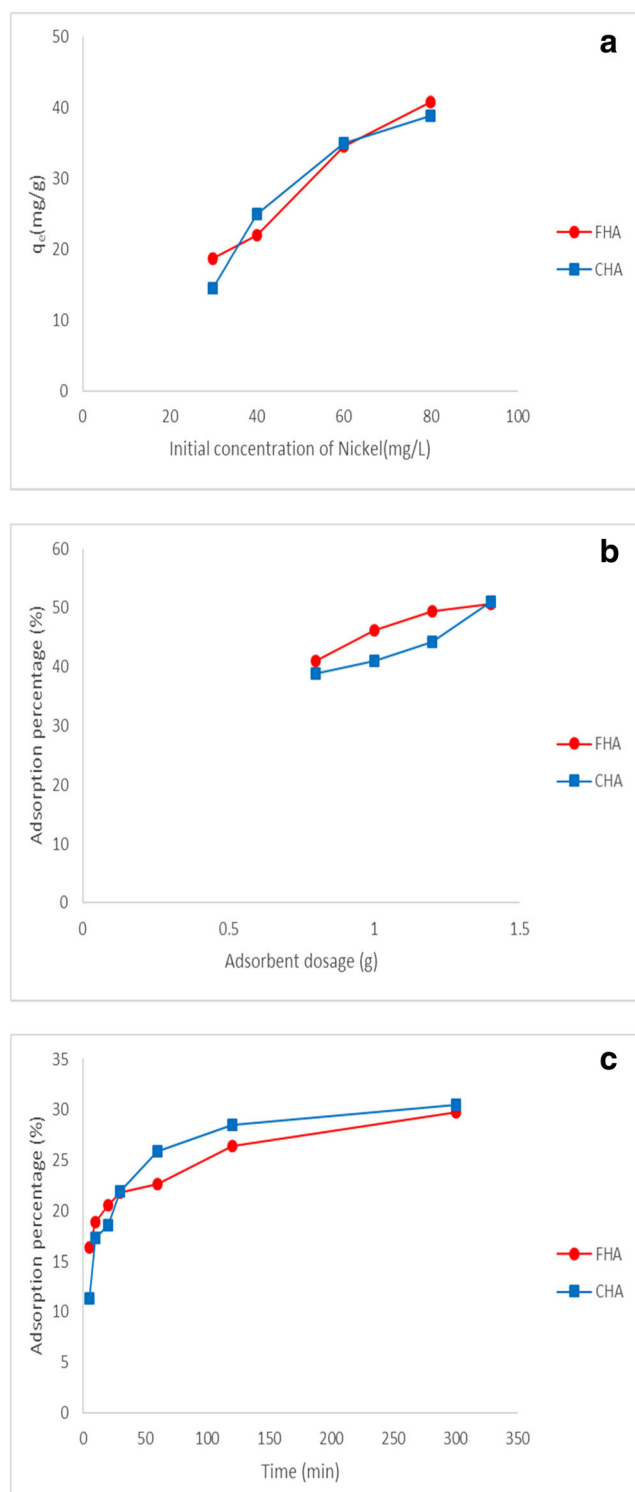 a
50
40
30
20
10
0
qe(mg/g)
0 20 40 60 80 100
Initial concentration of Nickel(mg/L)
FHA
CHA
b
60
50
40
30
20
10
0
Adsorption percentage (%)
0 0.5 1 1.5
Adsorbent dosage (g)
FHA
CHA
c
35
30
25
20
15
10
5
0
Adsorption percentage (%)
0 50 100 150 200 250 300 350
Time (min)
FHA
CHA